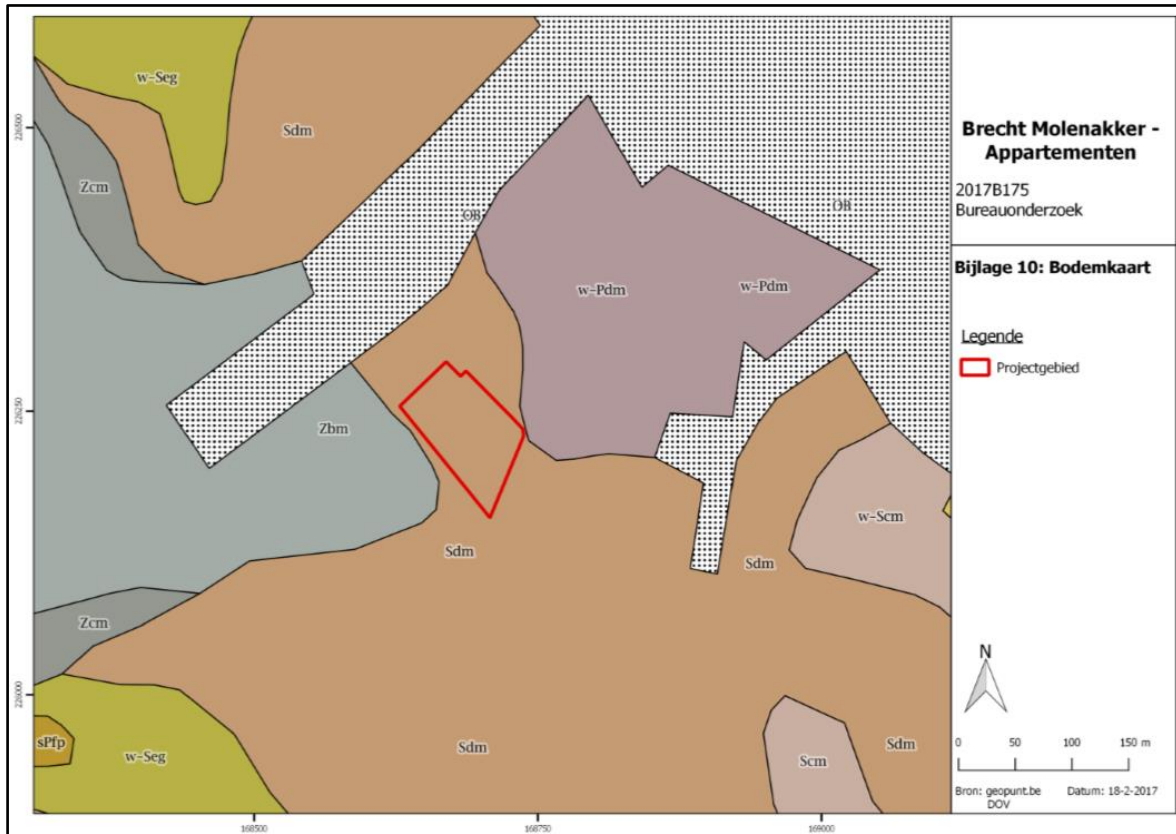 w-Seg
Sdm
Zcm
OB
OB
w-Pdm
w-Pdm
Zbm
w-Scm
Sdm
Sdm
Zcm
sPfp
w-Seg
Sdm
Scm
Sdm
226500
226250
226000
168500
168750
169000
Brecht Molenakker -
Appartementen
2017B175
Bureauonderzoek
Bijlage 10: Bodemkaart
Legende
Projectgebied
N
0 50 100 150 m
Bron: geopunt.be Datum: 18-2-2017
DOV